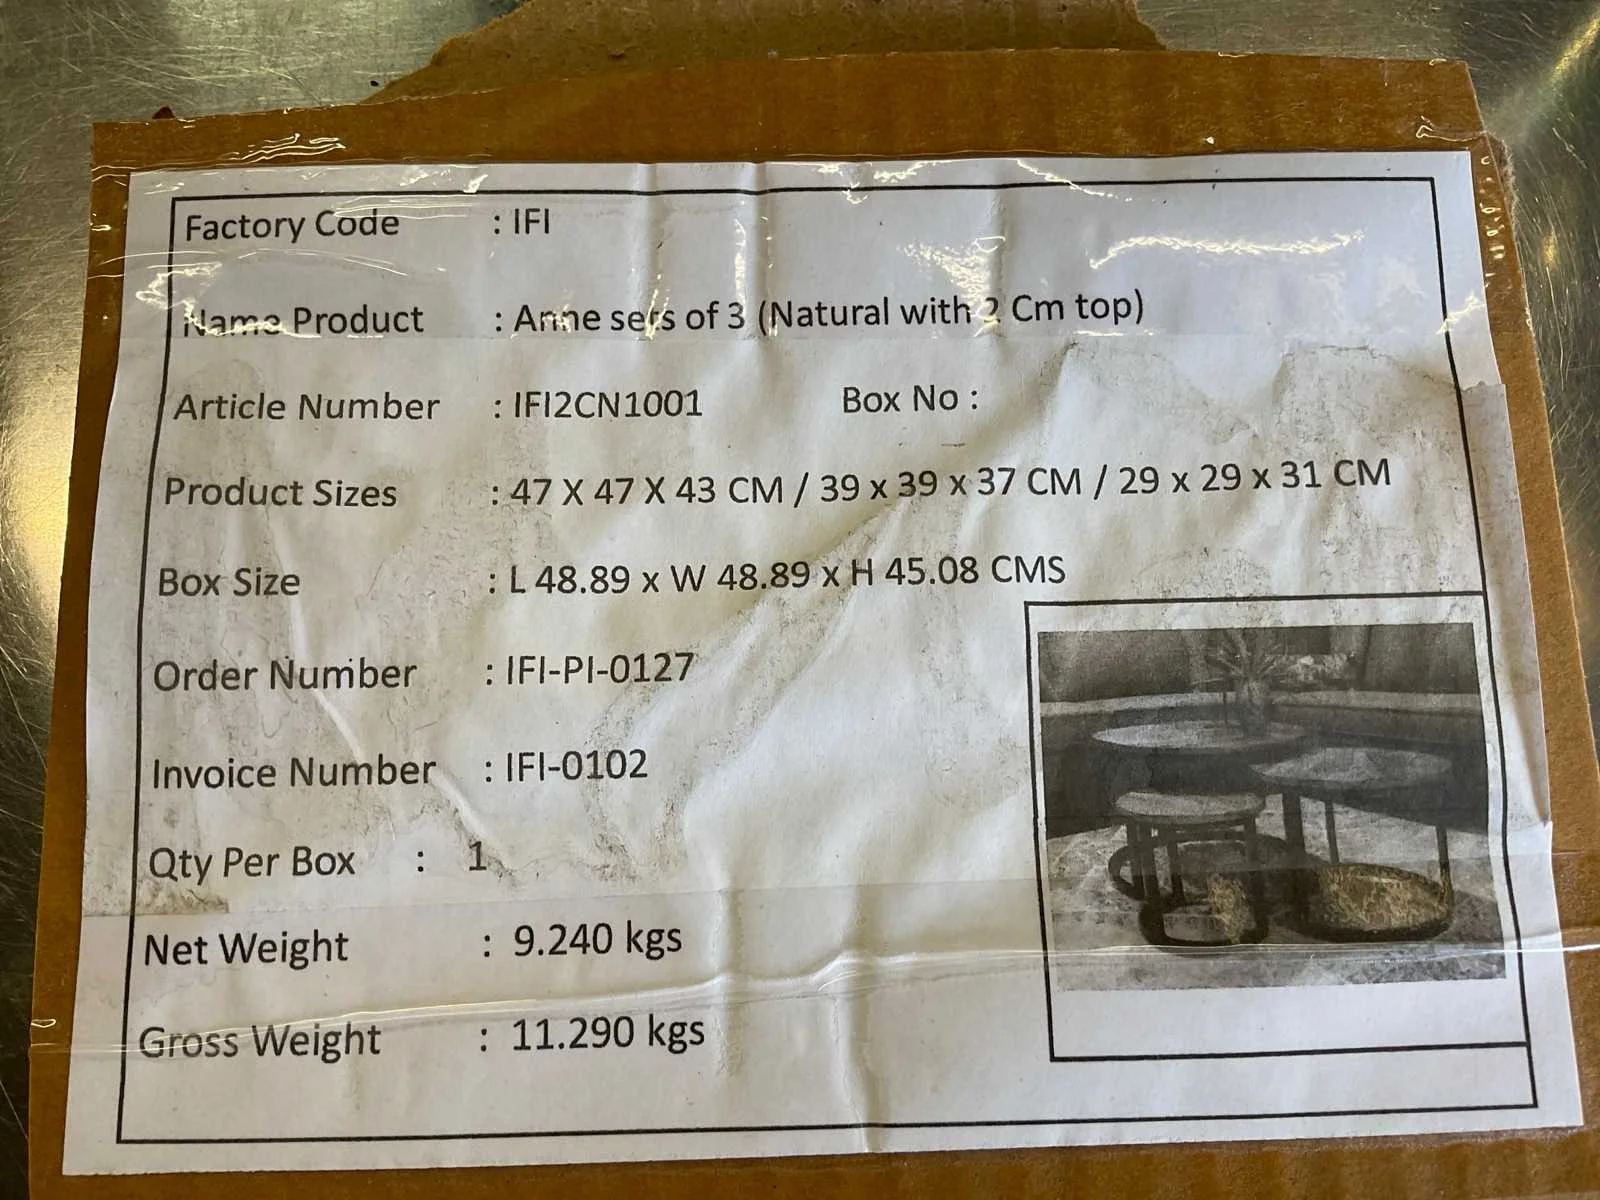 Factory Code : IFI
Name Product : Anne sets of 3 (Natural with 2 Cm top)
Article Number : IFI2CN1001 Box No :
Product Sizes : 47 X 47 X 43 CM / 39 x 39 x 37 CM / 29 x 29 x 31 CM
Box Size : L 48.89 x W 48.89 x H 45.08 CMS
Order Number : IFI-PI-0127
Invoice Number : IFI-0102
Qty Per Box : 1
Net Weight : 9.240 kgs
Gross Weight : 11.290 kgs